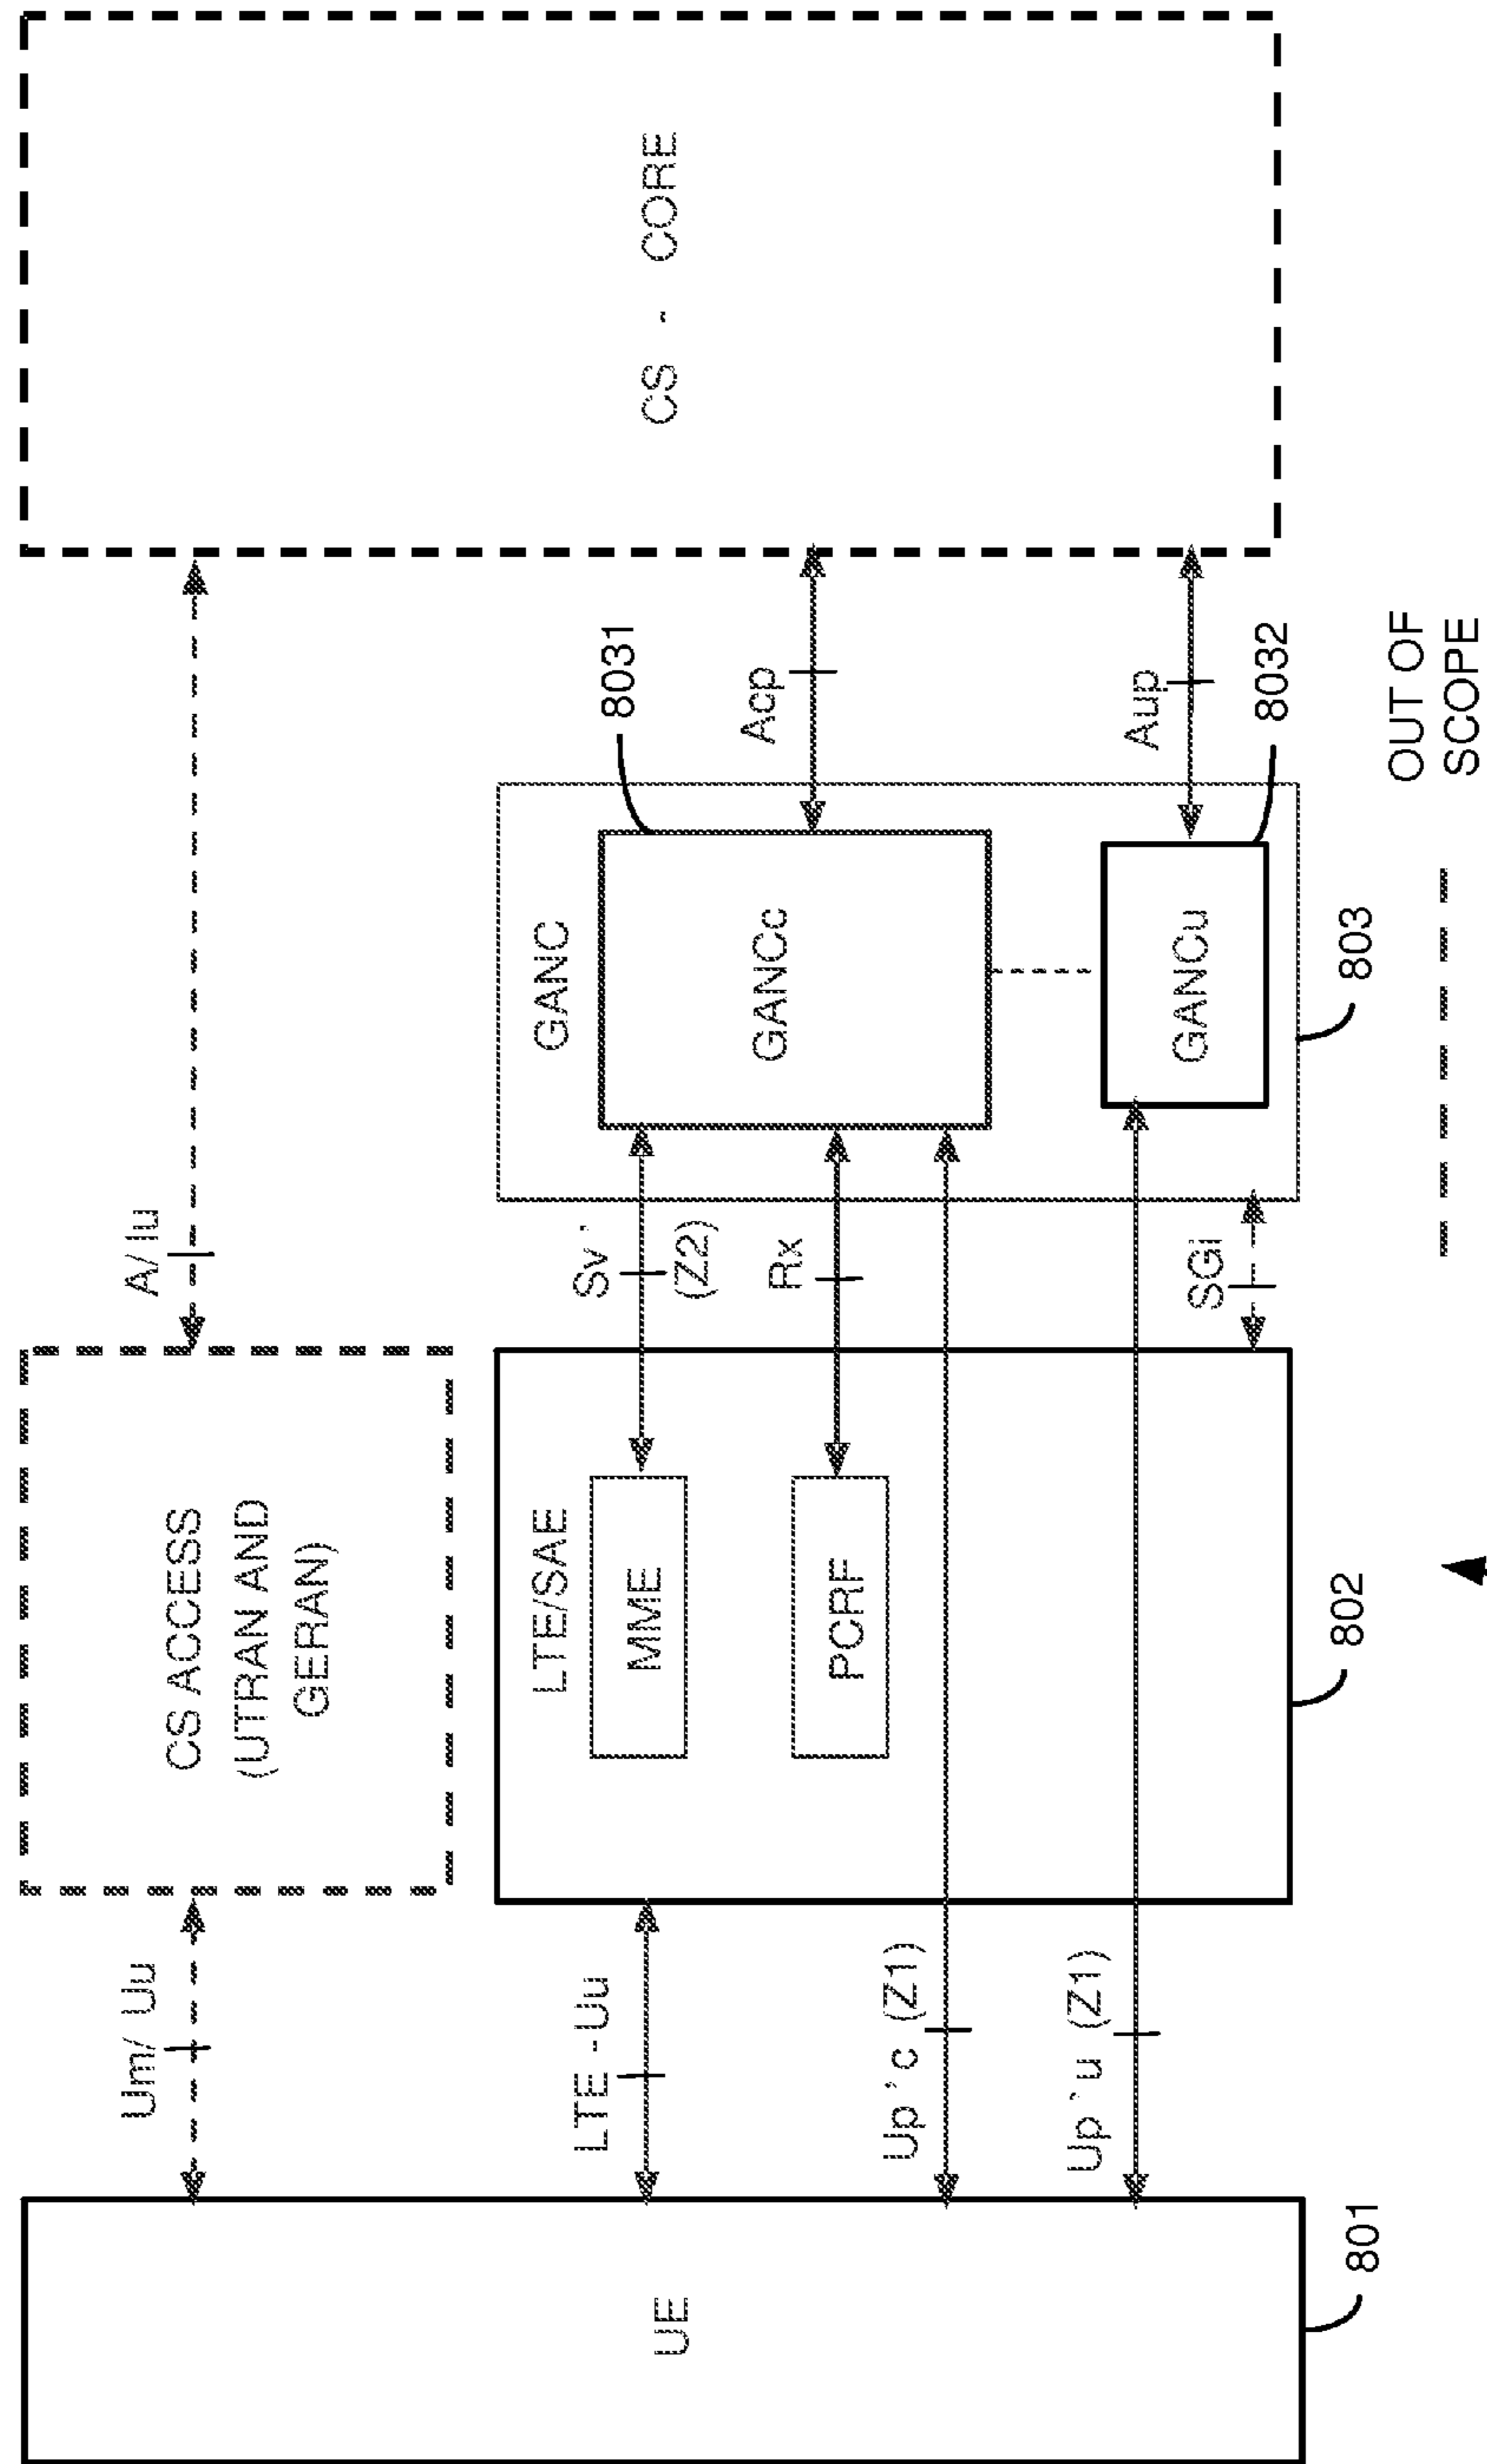 UE
801
Um/ Uu
LTE - Uu
Up ' c (Z1)
Up ` u (Z1)
CS ACCESS
(UTRAN AND
GERAN)
LTE/SAE
MME
PCRF
802
A/ Iu
Sv '
(Z2)
Rx
SGi
GANC
GANCc
GANCu
803
8031
8032
Acp
Aup
CS - CORE
OUT OF
SCOPE